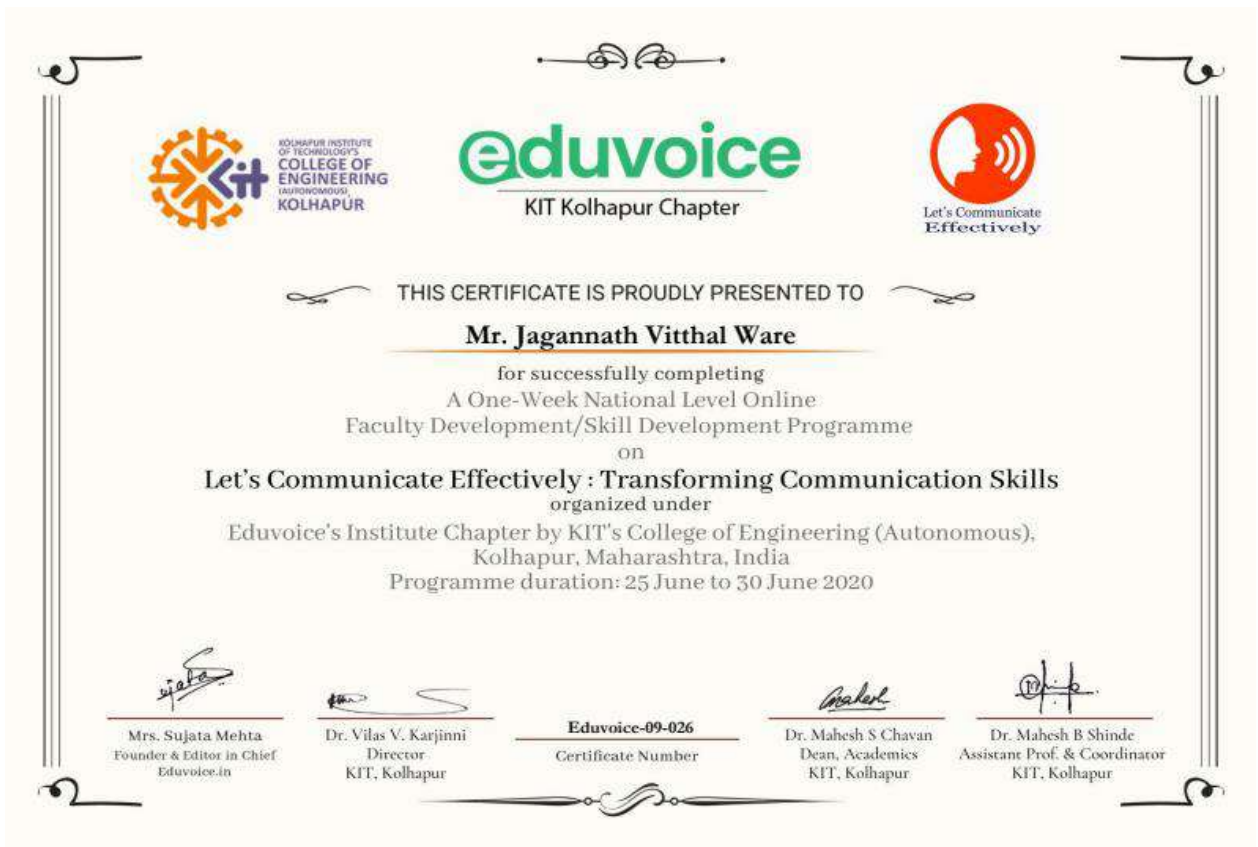 KOLHAPUR INSTITUTE
OF TECHNOLOGY'S
COLLEGE OF
ENGINEERING
(AUTONOMOUS),
KOLHAPUR
Kit
eduvoice
KIT Kolhapur Chapter
Let's Communicate
Effectively
THIS CERTIFICATE IS PROUDLY PRESENTED TO
Mr. Jagannath Vitthal Ware
for successfully completing
A One-Week National Level Online
Faculty Development/Skill Development Programme
on
Let's Communicate Effectively : Transforming Communication Skills
organized under
Eduvoice's Institute Chapter by KIT's College of Engineering (Autonomous),
Kolhapur, Maharashtra, India
Programme duration: 25 June to 30 June 2020
Mrs. Sujata Mehta
Founder & Editor in Chief
Eduvoice.in
Dr. Vilas V. Karjinni
Director
KIT, Kolhapur
Eduvoice-09-026
Certificate Number
Mahesh
Dr. Mahesh S Chavan
Dean, Academics
KIT, Kolhapur
Dr. Mahesh B Shinde
Assistant Prof. & Coordinator
KIT, Kolhapur